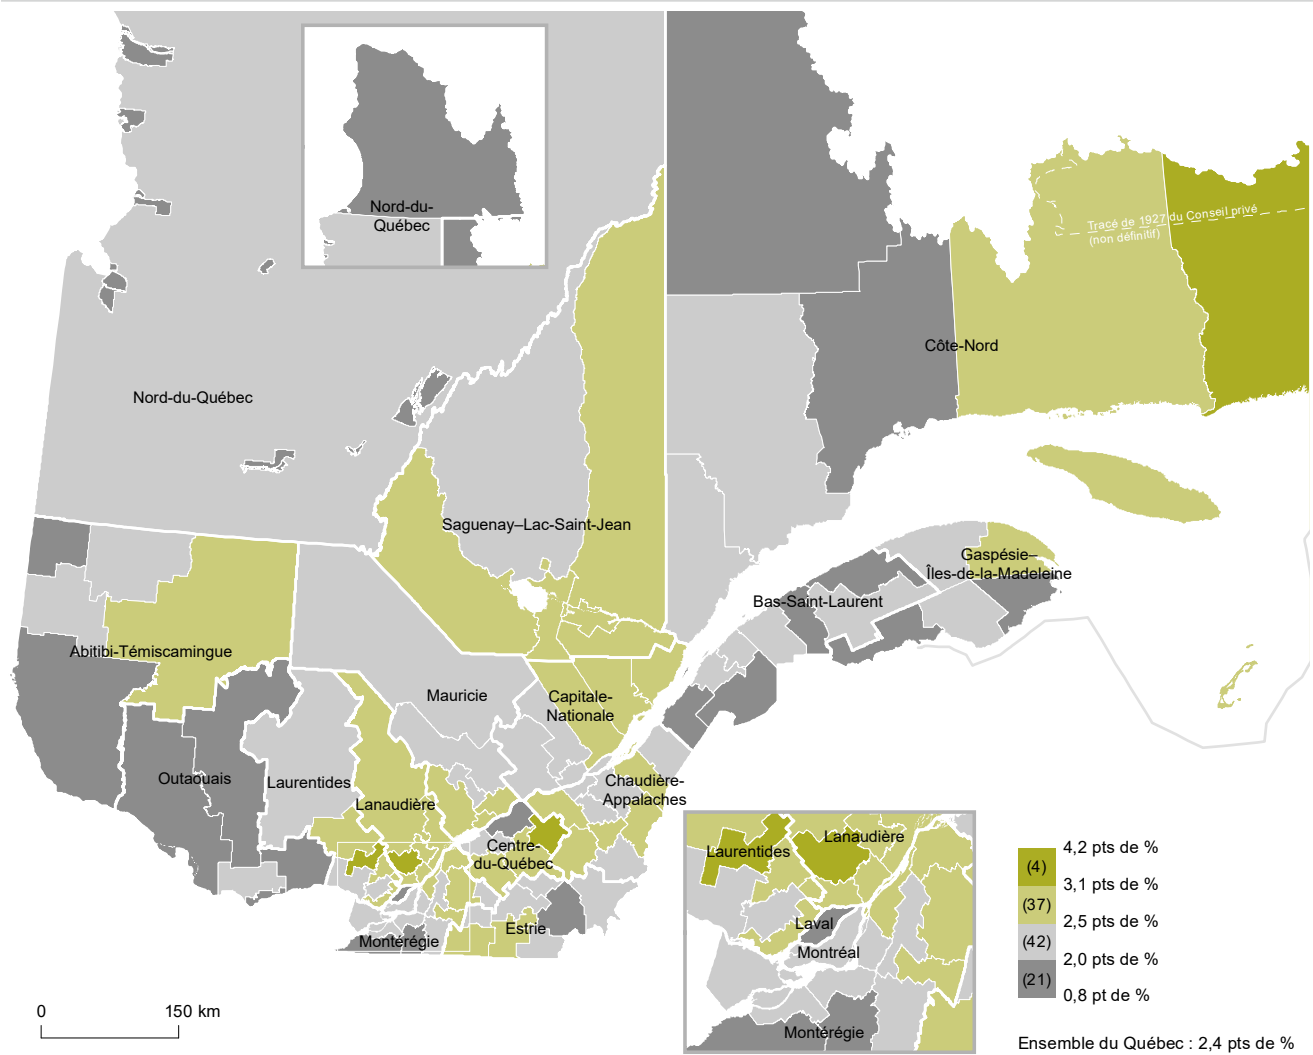 Nord-du-
Québec
Tracé de 1927 du Conseil privé
(non définitif)
Côte-Nord
Nord-du-Québec
Saguenay–Lac-Saint-Jean
Gaspésie–
Îles-de-la-Madeleine
Bas-Saint-Laurent
Abitibi-Témiscamingue
Mauricie
Capitale-
Nationale
Outaouais
Laurentides
Lanaudière
Chaudière-
Appalaches
Centre-
du-Québec
Estrie
Montérégie
Laurentides
Lanaudière
Laval
Montréal
Montérégie
4,2 pts de %
(4)
3,1 pts de %
(37)
2,5 pts de %
(42)
2,0 pts de %
(21)
0,8 pt de %
0 150 km
Ensemble du Québec : 2,4 pts de %